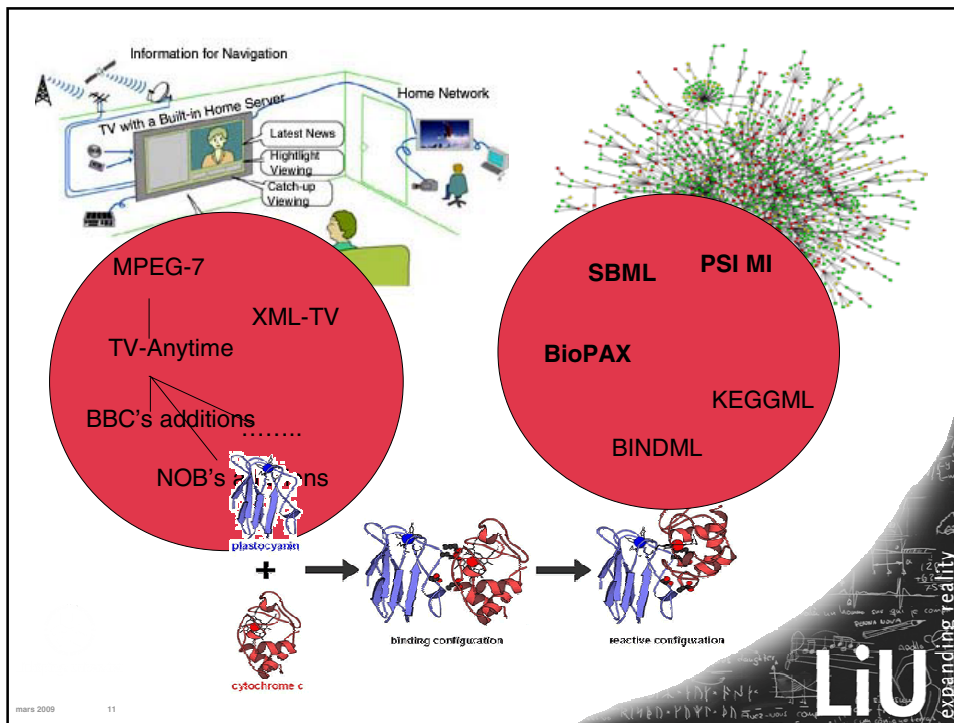 Information for Navigation
Home Network
TV with a Built-in Home Server
Latest News
Hightlight
Viewing
Catch-up
Viewing
MPEG-7
XML-TV
TV-Anytime
BBC's additions
........
NOB's
SBML
PSI MI
BioPAX
KEGGML
BINDML
plastocyanin
+
binding configuration
reactive configuration
cytochrome c
LiU
expanding reality
mars 2009
11